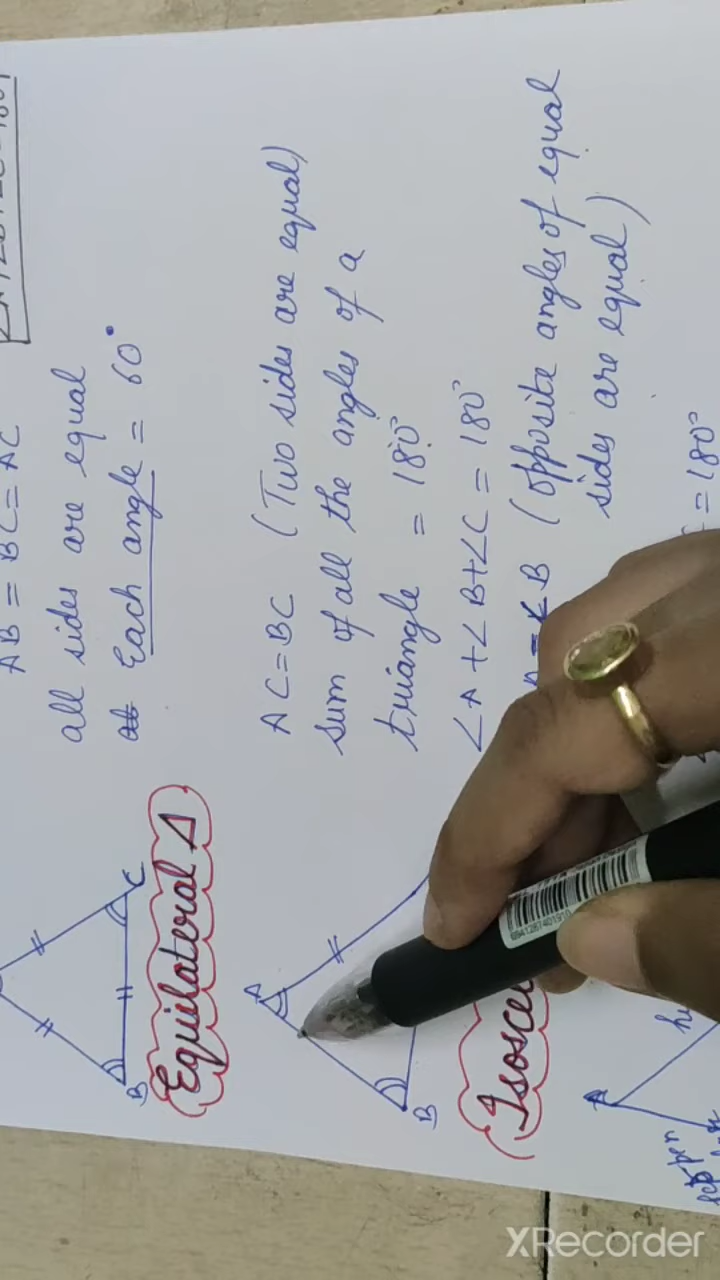 AB = BC = AC
all sides are equal
Each angle = 60°
A
B
C
Equilateral Δ
AC = BC (Two sides are equal)
sum of all the angles of a
triangle = 180°
∠A + ∠B + ∠C = 180°
∠B (opposite angles of equal
sides are equal)
= 180°
A
B
A
6941287401910
XRecorder